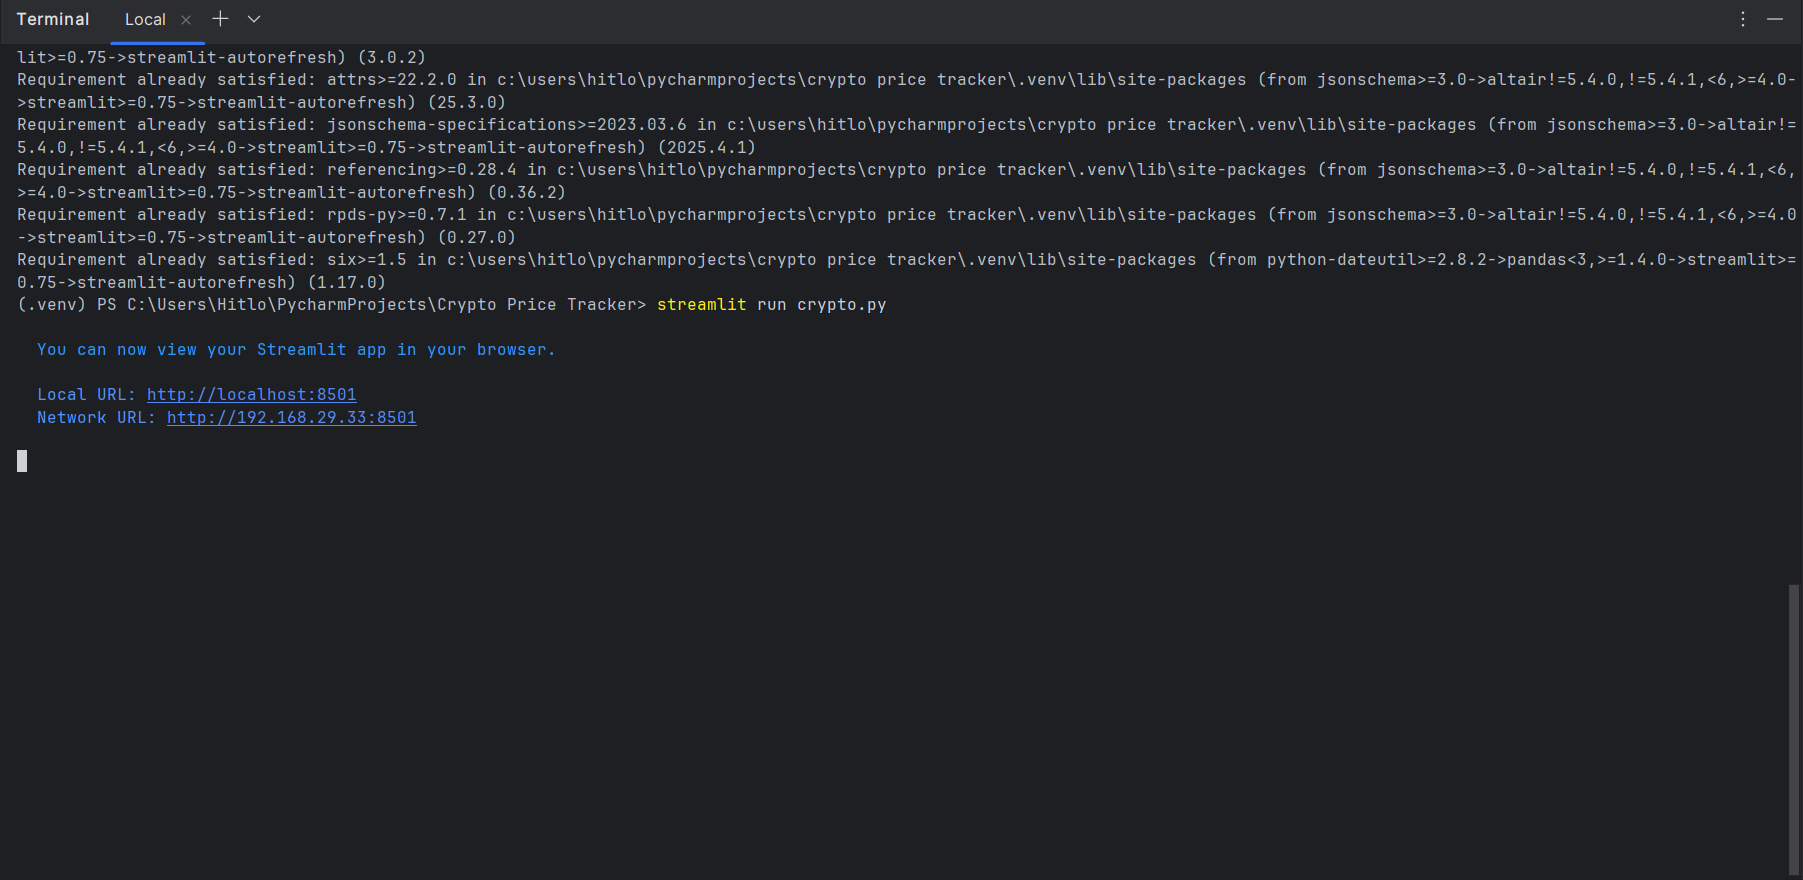 Terminal Local
lit>=0.75->streamlit-autorefresh) (3.0.2)
Requirement already satisfied: attrs>=22.2.0 in c:\users\hitlo\pycharmprojects\crypto price tracker\.venv\lib\site-packages (from jsonschema>=3.0->altair!=5.4.0,!=5.4.1,<6,>=4.0-
>streamlit>=0.75->streamlit-autorefresh) (25.3.0)
Requirement already satisfied: jsonschema-specifications>=2023.03.6 in c:\users\hitlo\pycharmprojects\crypto price tracker\.venv\lib\site-packages (from jsonschema>=3.0->altair!=
5.4.0,!=5.4.1,<6,>=4.0->streamlit>=0.75->streamlit-autorefresh) (2025.4.1)
Requirement already satisfied: referencing>=0.28.4 in c:\users\hitlo\pycharmprojects\crypto price tracker\.venv\lib\site-packages (from jsonschema>=3.0->altair!=5.4.0,!=5.4.1,<6,
>=4.0->streamlit>=0.75->streamlit-autorefresh) (0.36.2)
Requirement already satisfied: rpds-py>=0.7.1 in c:\users\hitlo\pycharmprojects\crypto price tracker\.venv\lib\site-packages (from jsonschema>=3.0->altair!=5.4.0,!=5.4.1,<6,>=4.0
->streamlit>=0.75->streamlit-autorefresh) (0.27.0)
Requirement already satisfied: six>=1.5 in c:\users\hitlo\pycharmprojects\crypto price tracker\.venv\lib\site-packages (from python-dateutil>=2.8.2->pandas<3,>=1.4.0->streamlit>=
0.75->streamlit-autorefresh) (1.17.0)
(.venv) PS C:\Users\Hitlo\PycharmProjects\Crypto Price Tracker> streamlit run crypto.py
You can now view your Streamlit app in your browser.
Local URL: http://localhost:8501
Network URL: http://192.168.29.33:8501